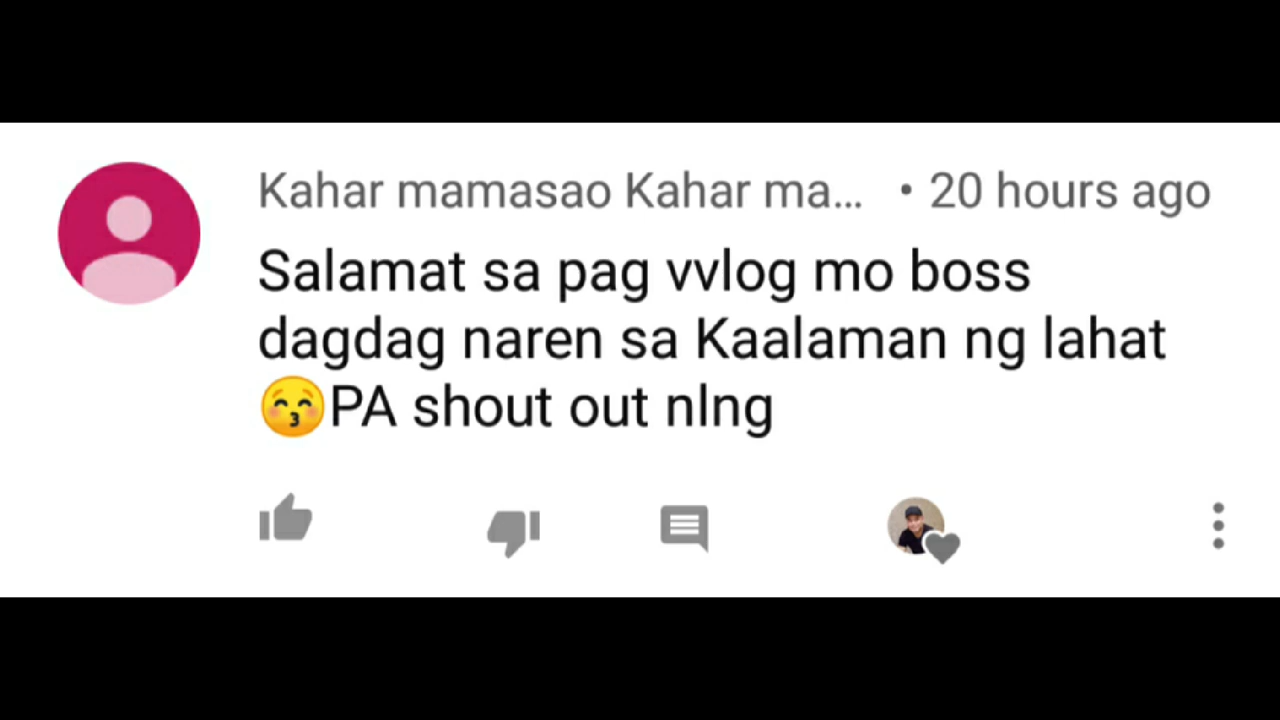 Kahar mamasao Kahar ma... • 20 hours ago
Salamat sa pag vvlog mo boss
dagdag naren sa Kaalaman ng lahat
😚PA shout out nlng